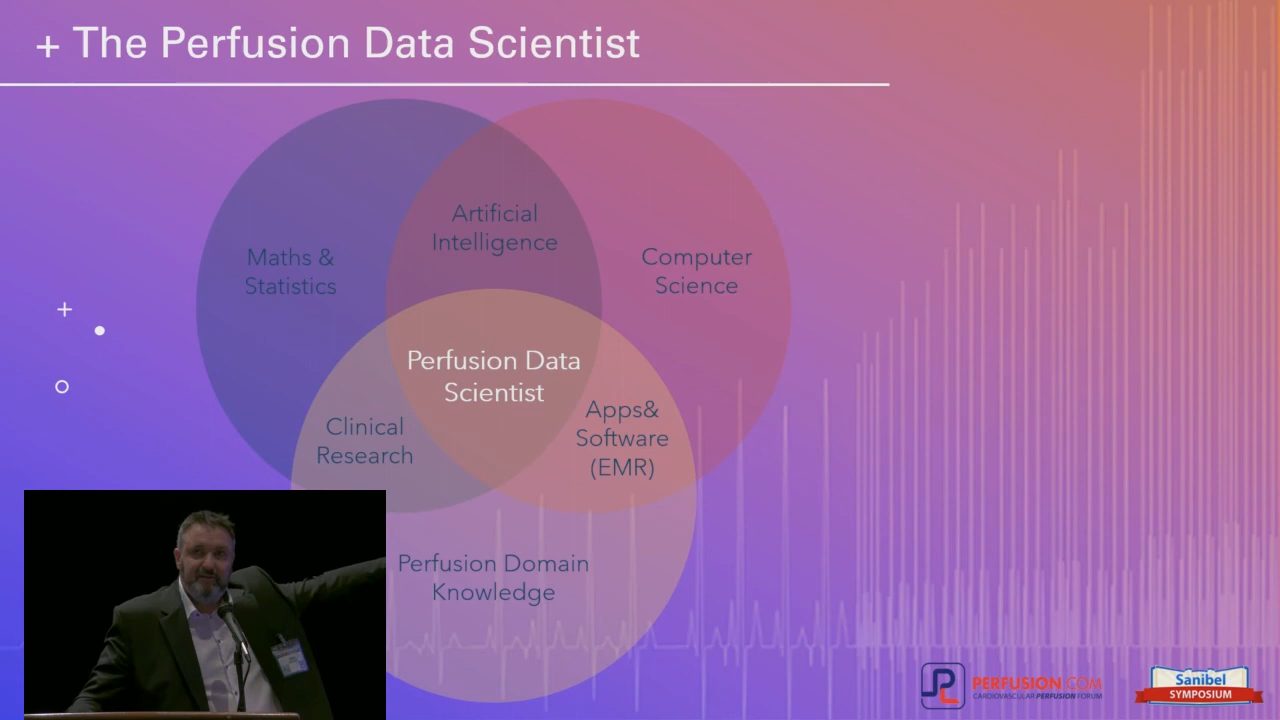 + The Perfusion Data Scientist
Artificial
Intelligence
Maths &
Statistics
Computer
Science
Perfusion Data
Scientist
Clinical
Research
Apps&
Software
(EMR)
Perfusion Domain
Knowledge
PERFUSION.COM
CARDIOVASCULAR PERFUSION FORUM
Sanibel
SYMPOSIUM